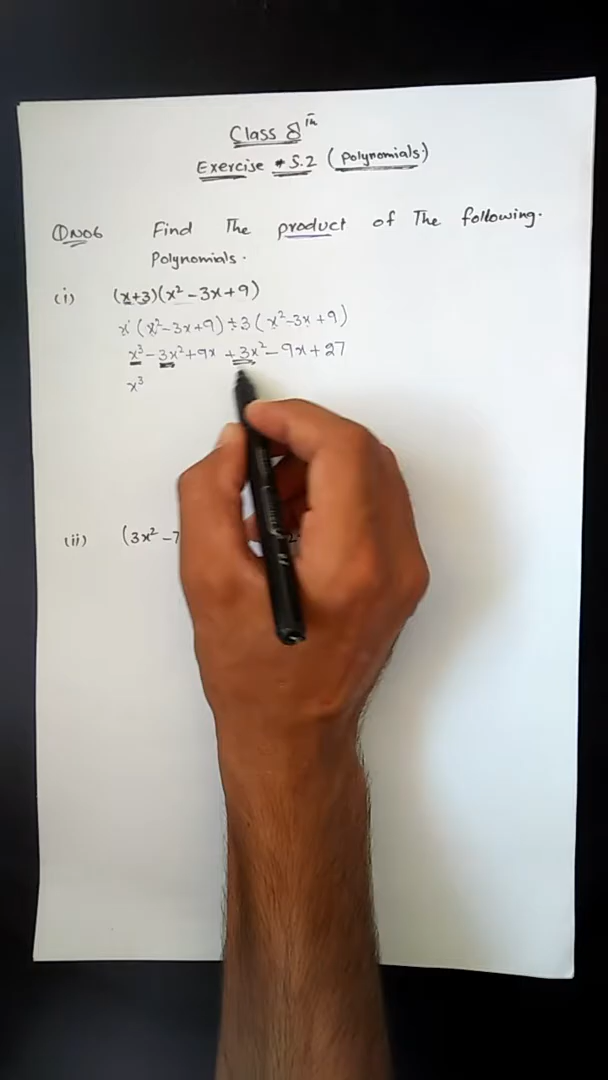 Class 8th
Exercise # 5.2 (Polynomials.)
QNO6 Find The product of The following.
Polynomials.
(i) (x+3)(x² - 3x + 9)
x (x² - 3x + 9) + 3 ( x² - 3x + 9)
x³ - 3x² + 9x + 3x² - 9x + 27
x³
(ii) (3x² - 7